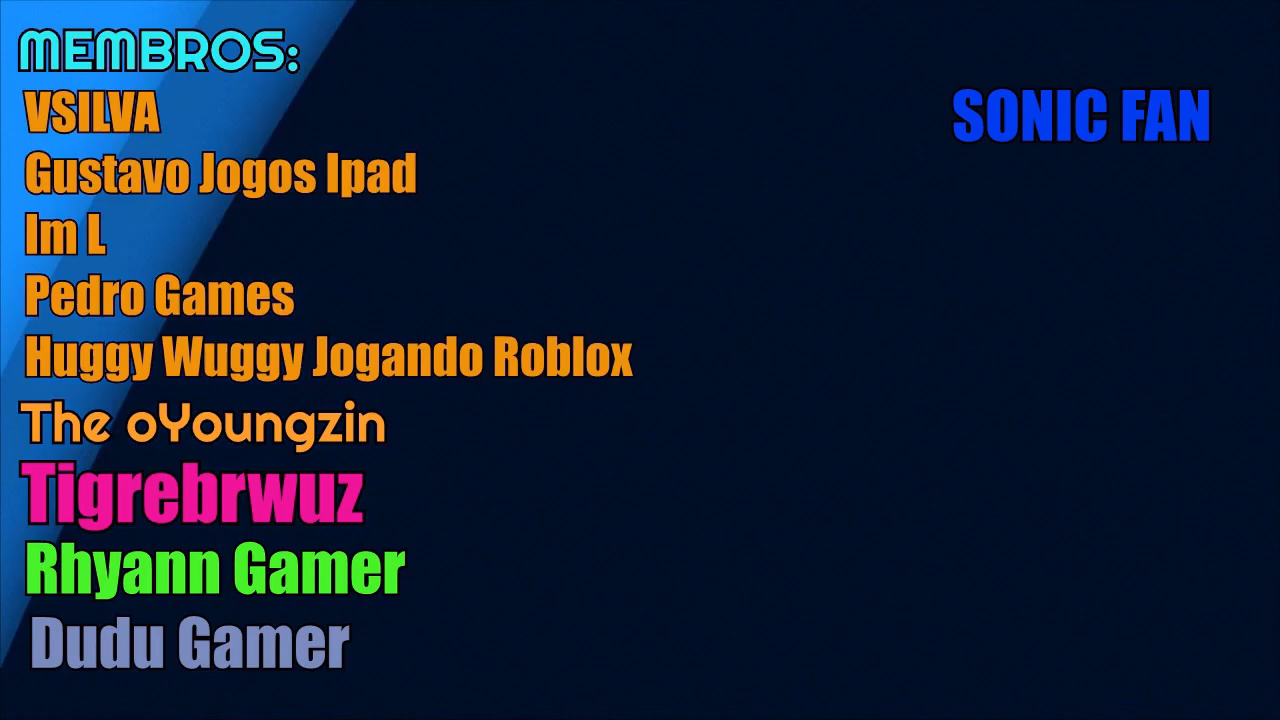 MEMBROS:
VSILVA
SONIC FAN
Gustavo Jogos Ipad
Im L
Pedro Games
Huggy Wuggy Jogando Roblox
The oYoungzin
Tigrebrwuz
Rhyann Gamer
Dudu Gamer